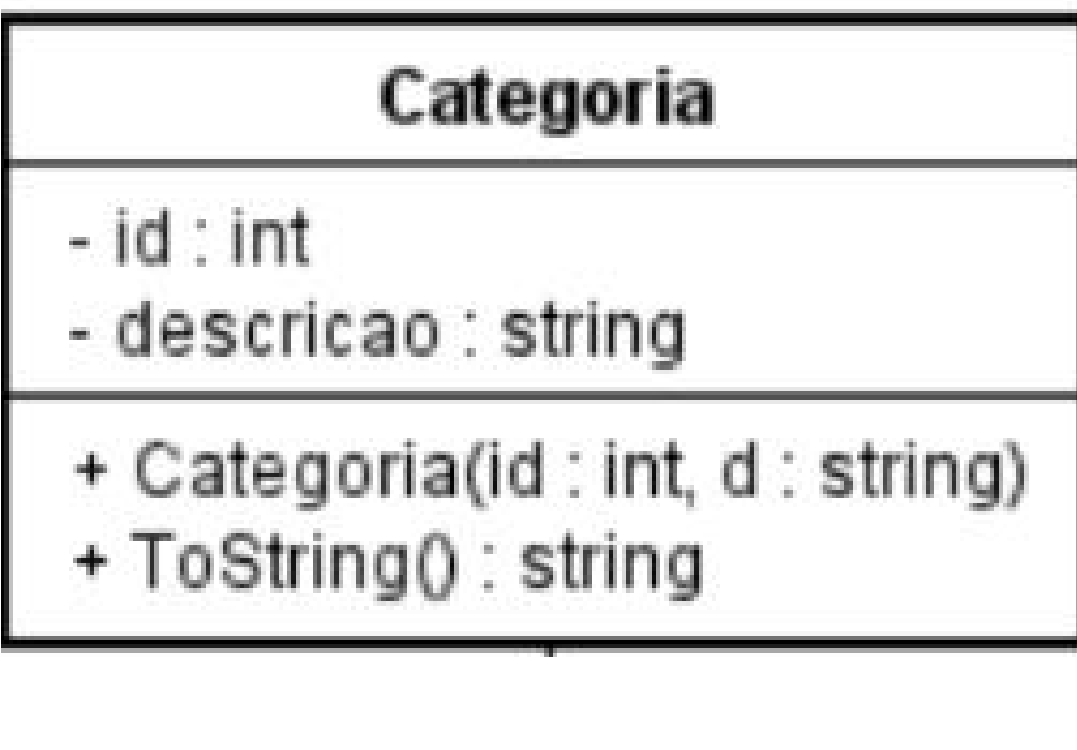 Categoria
- id : int
- descricao : string
+ Categoria(id : int, d : string)
+ ToString() : string